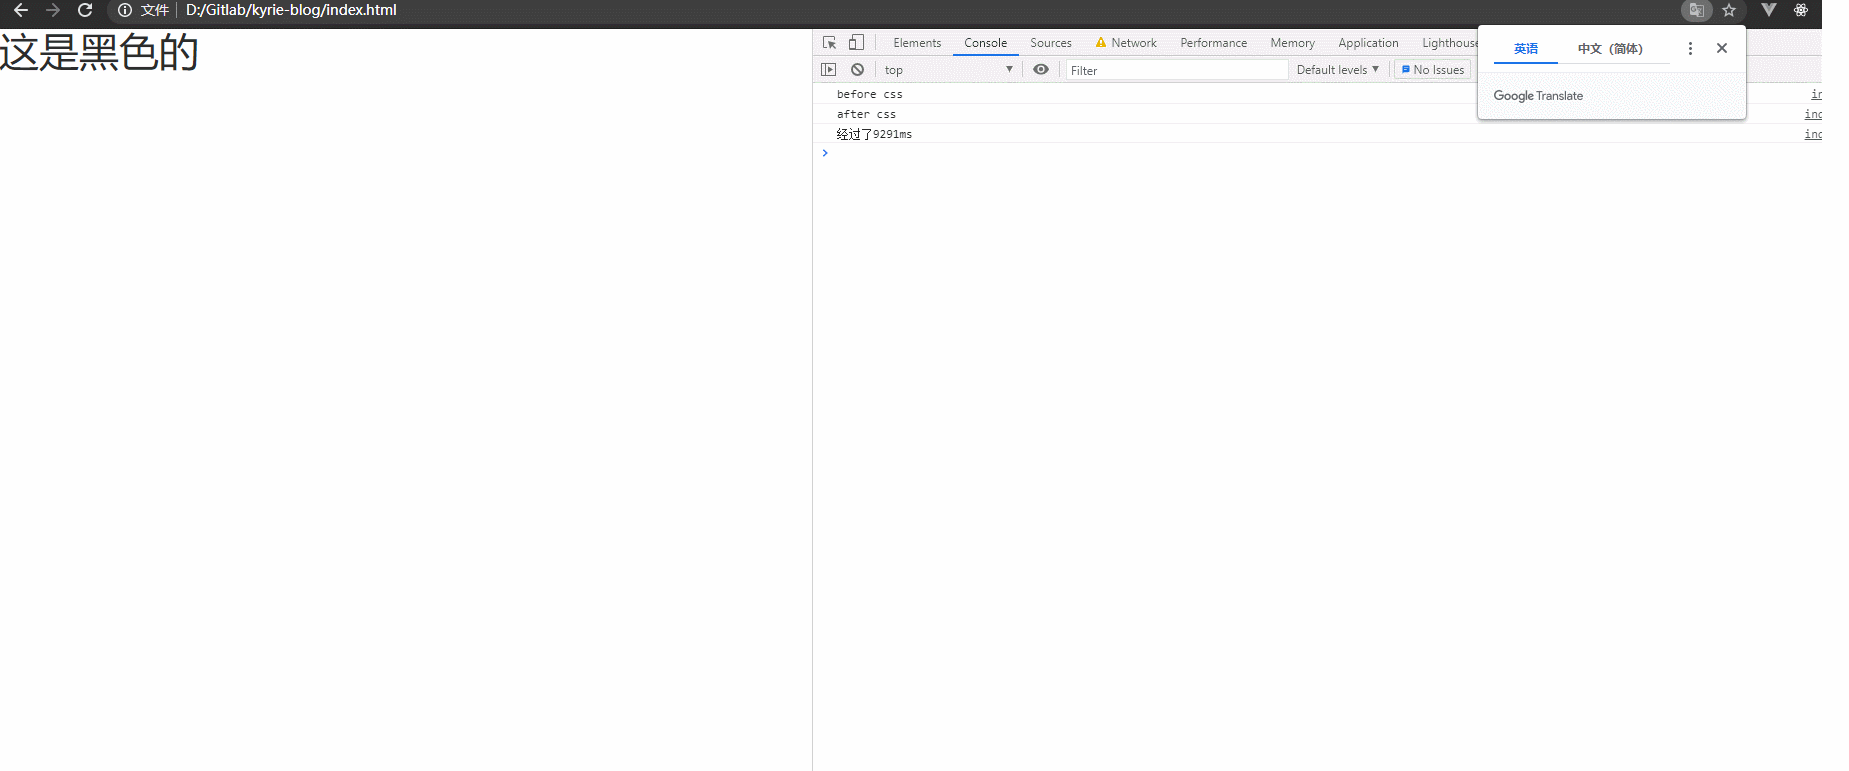 文件 D:/Gitlab/kyrie-blog/index.html
这是黑色的
Elements Console Sources Network Performance Memory Application Lighthouse
top Filter Default levels No Issues
英语 中文（简体）
Google Translate
before css
after css
经过了9291ms